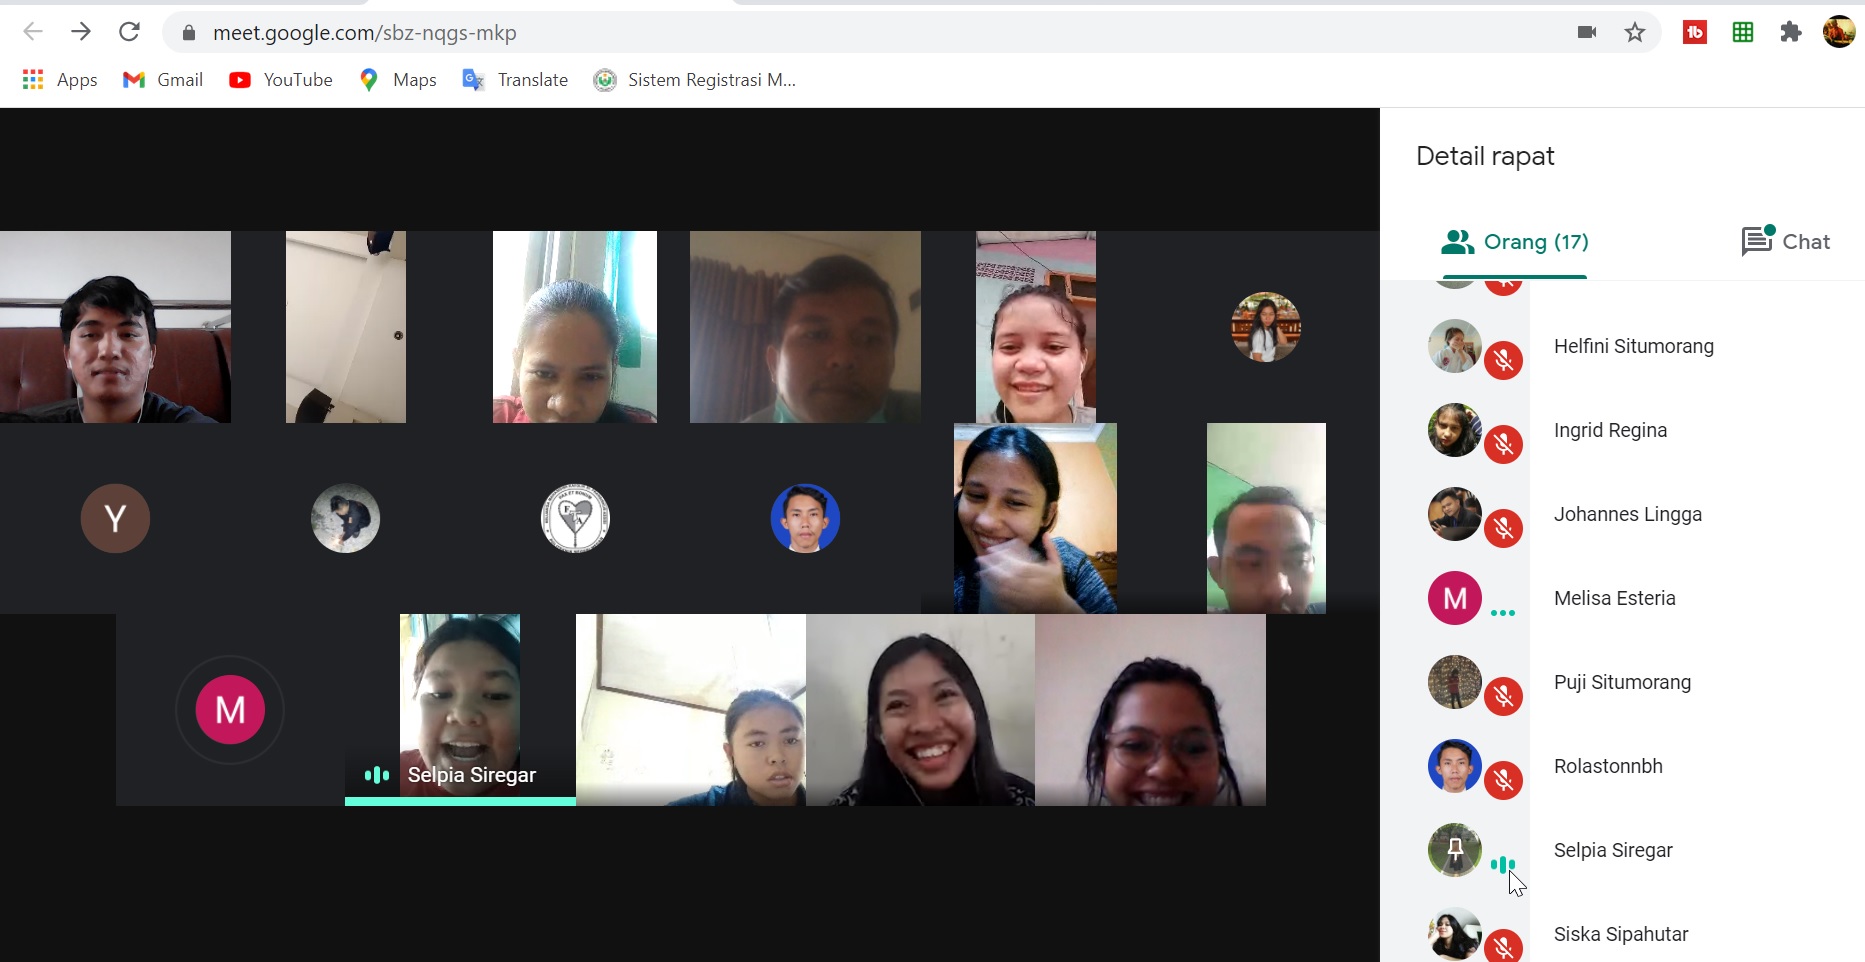 meet.google.com/sbz-nqgs-mkp
Apps
Gmail
YouTube
Maps
Translate
Sistem Registrasi M...
Detail rapat
Orang (17)
Chat
Helfini Situmorang
Ingrid Regina
Johannes Lingga
M
Melisa Esteria
Puji Situmorang
Rolastonnbh
Selpia Siregar
Siska Sipahutar
Y
M
Selpia Siregar